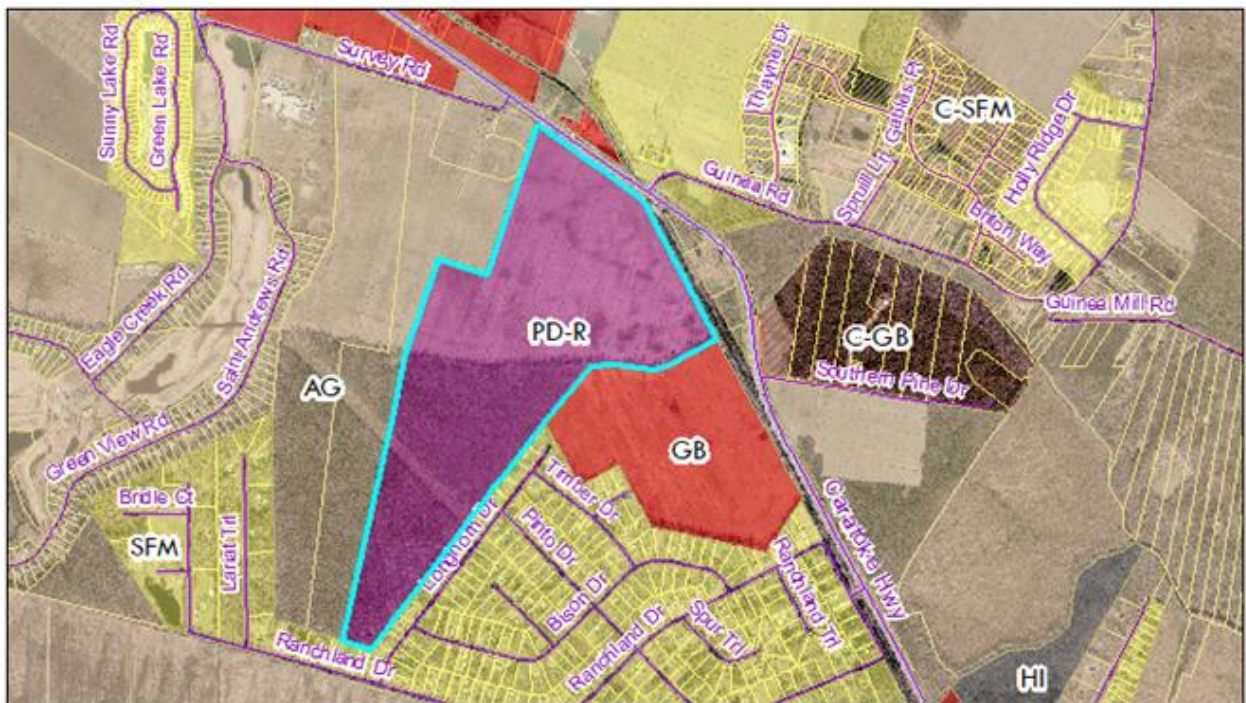 Sunny Lake Rd
Green Lake Rd
Survey Rd
Thayne Dr
Spruill Ln
Gables Pl
C-SFM
Holly Ridge Dr
Guinea Rd
Briton Way
Guinea Mill Rd
Eagle Creek Rd
Saint Andrews Rd
PD-R
C-GB
Southern Pine Dr
AG
Green View Rd
GB
Bridle Ct
SFM
Lariat Trl
Longhorn Dr
Timber Dr
Pinto Dr
Bison Dr
Caratoke Hwy
Ranchland Trl
Ranchland Dr
Spur Trl
Ranchland Dr
HI